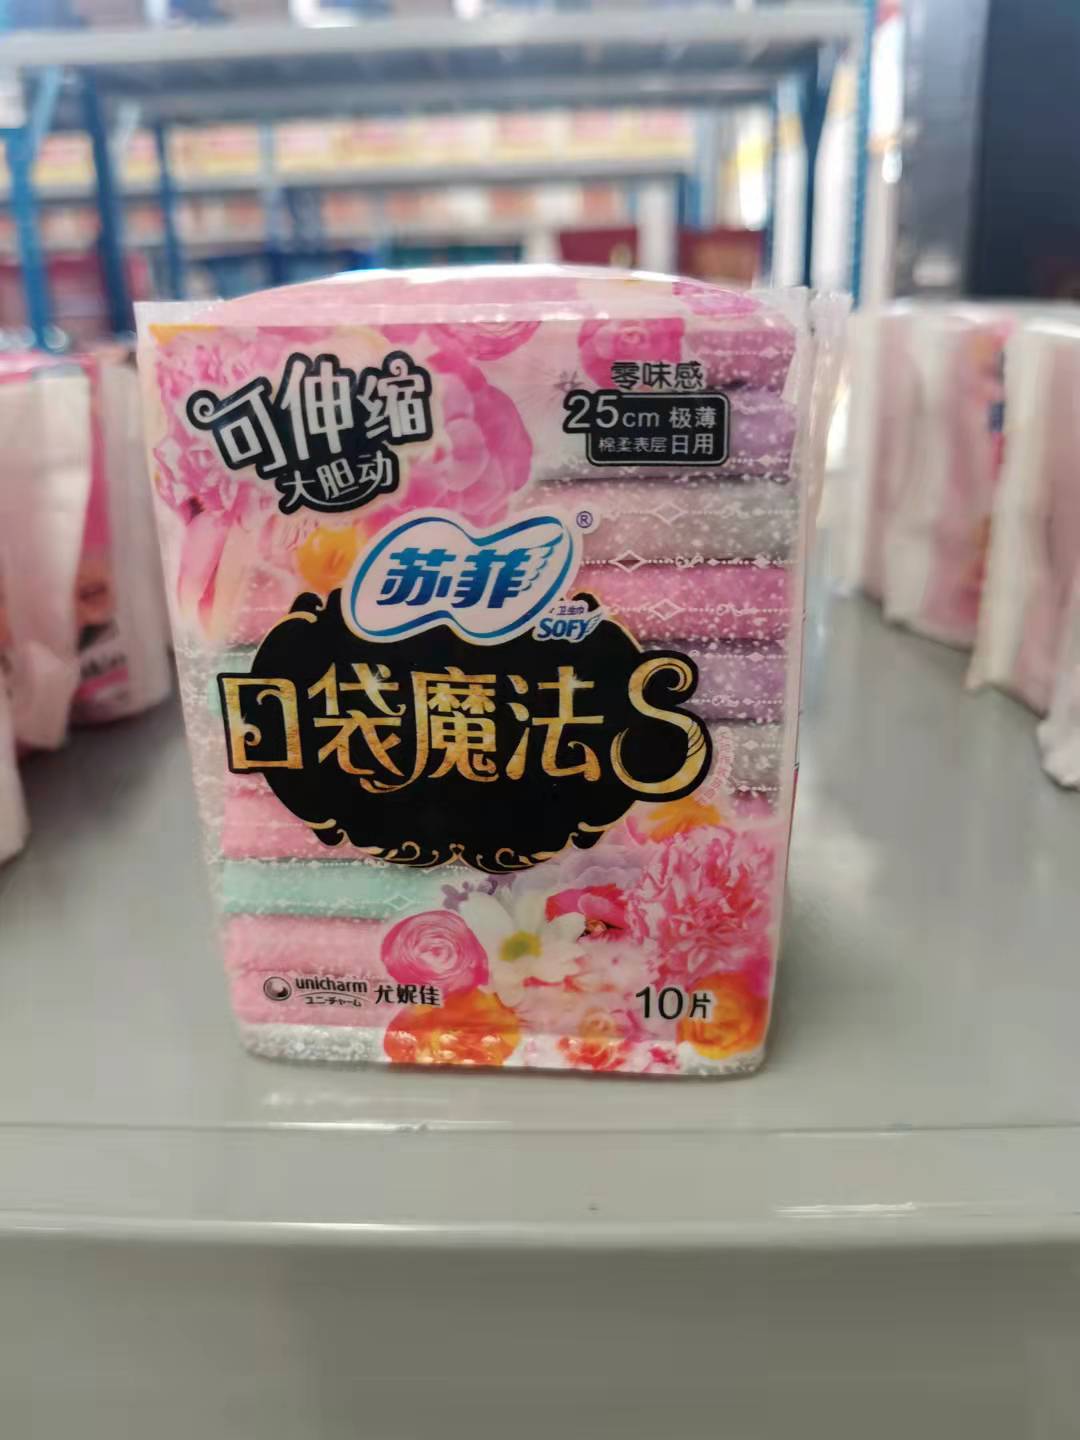 可伸缩
大胆动
零味感
25cm 极薄
棉柔表层 日用
苏菲®
卫生巾
SOFY
口袋魔法S
unicharm 尤妮佳
ユニ・チャーム
10片